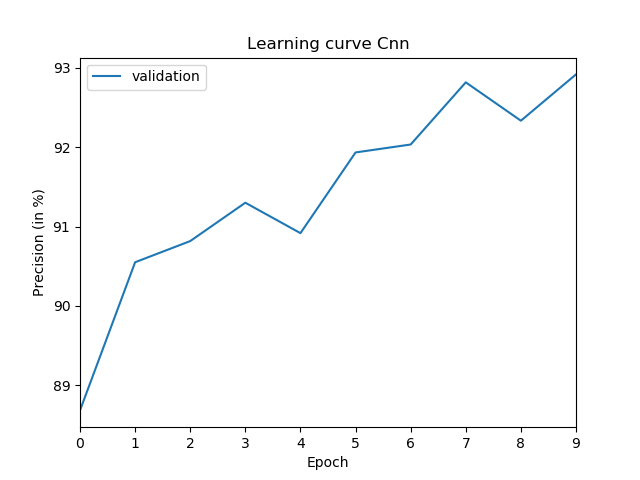 Learning curve Cnn
validation
Precision (in %)
93
92
91
90
89
0 1 2 3 4 5 6 7 8 9
Epoch